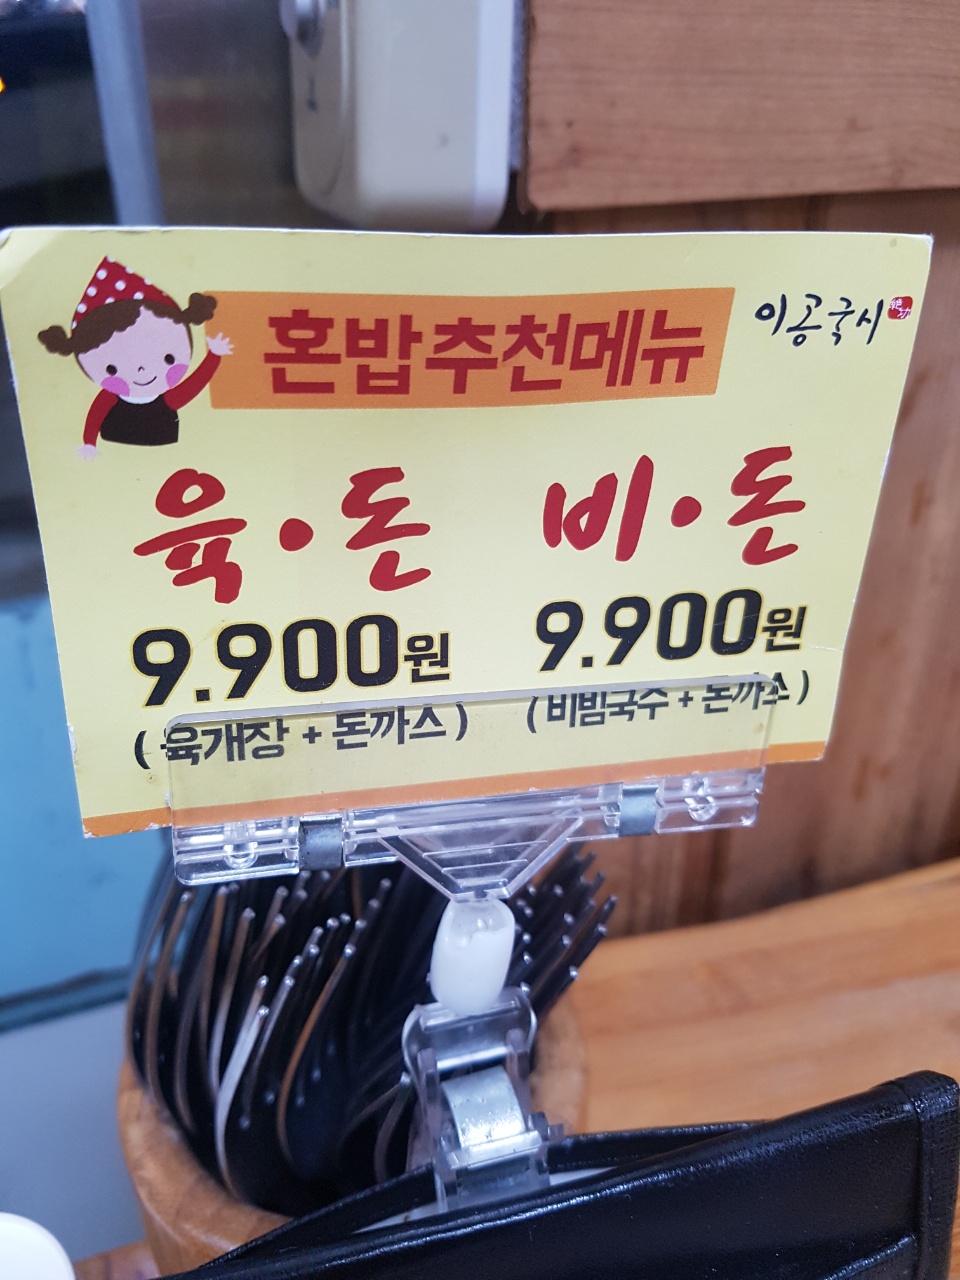 혼밥추천메뉴
이공국시
육·돈
9.900원
(육개장 + 돈까스)
비·돈
9.900원
(비빔국수 + 돈까스)